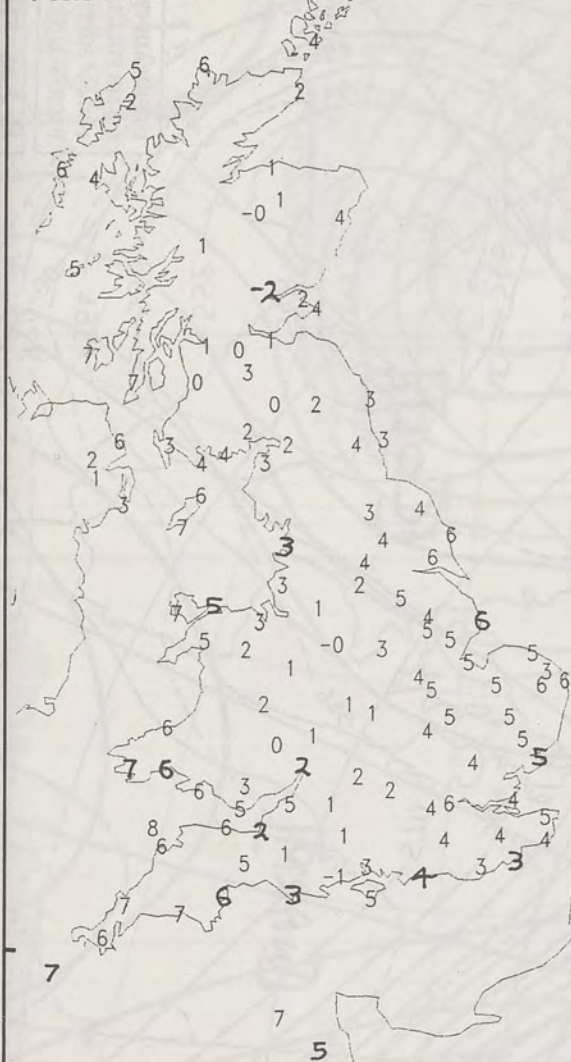 4
5 6
2 2
6 4 1
1
-0 4
1
5
-2 2 4
7 1 0 1
7 0 3
0 2 3
6 2 3
2 3 4 4 2 4 3
1 3
6
7 3 4
4 6
3 4 6
3 2
7 5 1 5 4 6
3
5 2 -0 3 5 5
1 5 5
4 5 5 3 6 6
2 1 1 5 5
6 4
0 1 5
7 6 2 4 5
6 3 2 2
5 5 1 4 6 4
8 6 2 5
6 1 4 4 4
5 1 3 3 3
6 3 -1 5 4
7 7
6
7
7
5